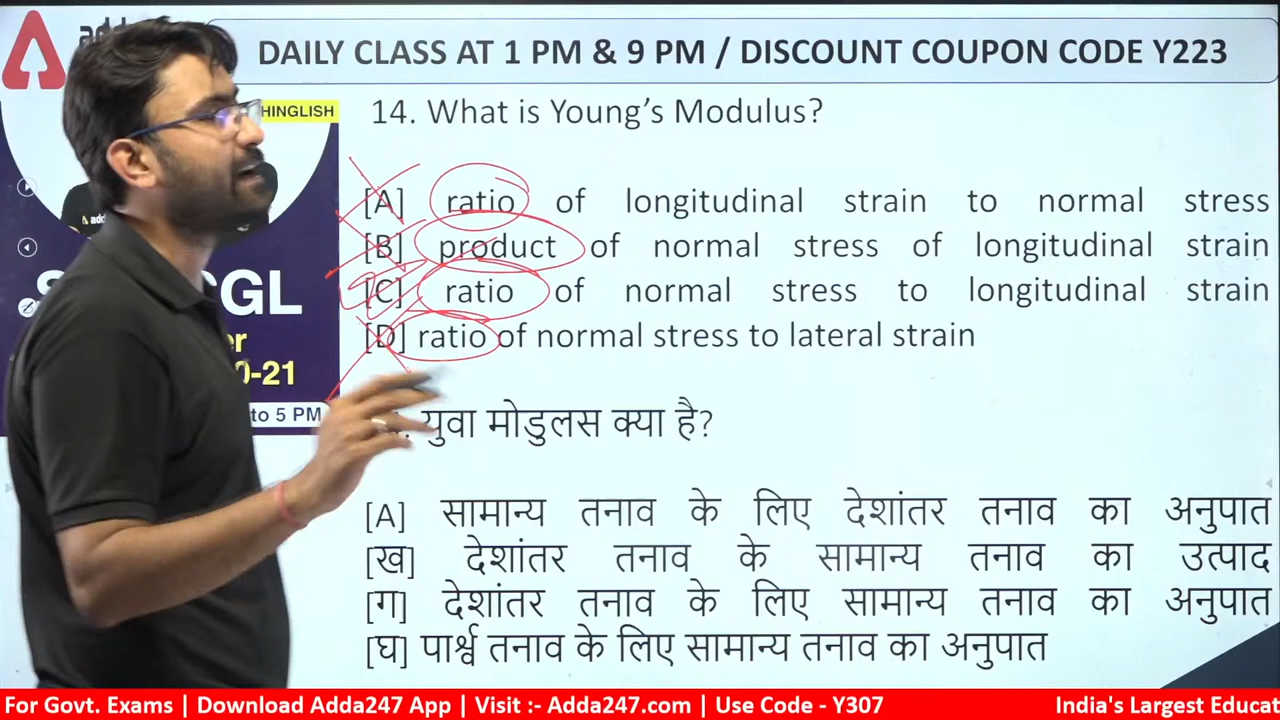 DAILY CLASS AT 1 PM & 9 PM / DISCOUNT COUPON CODE Y223
HINGLISH
14. What is Young's Modulus?
[A] ratio of longitudinal strain to normal stress
[B] product of normal stress of longitudinal strain
[C] ratio of normal stress to longitudinal strain
[D] ratio of normal stress to lateral strain
CGL
0-21
to 5 PM
युवा मोडुलस क्या है?
[A] सामान्य तनाव के लिए देशांतर तनाव का अनुपात
[ख] देशांतर तनाव के सामान्य तनाव का उत्पाद
[ग] देशांतर तनाव के लिए सामान्य तनाव का अनुपात
[घ] पार्श्व तनाव के लिए सामान्य तनाव का अनुपात
For Govt. Exams | Download Adda247 App | Visit :- Adda247.com | Use Code - Y307 India's Largest Educat